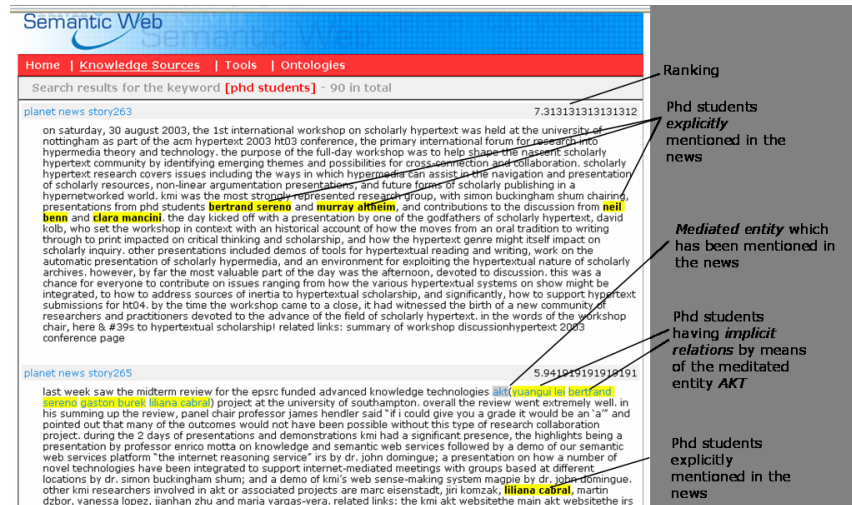 Semantic Web
Semantic Web
Home | Knowledge Sources | Tools | Ontologies
Search results for the keyword [phd students] - 90 in total
Ranking
planet news story263
7.313131313131312
Phd students
explicitly
mentioned in the
news
on saturday, 30 august 2003, the 1st international workshop on scholarly hypertext was held at the university of
nottingham as part of the acm hypertext 2003 ht03 conference, the primary international forum for research into
hypermedia theory and technology. the purpose of the full-day workshop was to help shape the nascent scholarly
hypertext community by identifying emerging themes and possibilities for cross-connection and collaboration. scholarly
hypertext research covers issues including the ways in which hypermedia can assist in the navigation and presentation
of scholarly resources, non-linear argumentation presentations, and future forms of scholarly publishing in a
hypernetworked world. kmi was the most strongly represented research group, with simon buckingham shum chairing,
presentations from phd students bertrand sereno and murray altheim, and contributions to the discussion from neil
benn and clara mancini. the day kicked off with a presentation by one of the godfathers of scholarly hypertext, david
kolb, who set the workshop in context with an historical account of how the moves from an oral tradition to writing
through to print impacted on critical thinking and scholarship, and how the hypertext genre might itself impact on
scholarly inquiry. other presentations included demos of tools for hypertextual reading and writing, work on the
automatic presentation of scholarly hypermedia, and an environment for exploiting the hypertextual nature of scholarly
archives. however, by far the most valuable part of the day was the afternoon, devoted to discussion. this was a
chance for everyone to contribute on issues ranging from how the various hypertextual systems on show might be
integrated, to how to address sources of inertia to hypertextual scholarship, and significantly, how to support hypertext
submissions for ht04. by the time the workshop came to a close, it had witnessed the birth of a new community of
researchers and practitioners devoted to the advance of the field of scholarly hypertext. in the words of the workshop
chair, here & #39s to hypertextual scholarship! related links: summary of workshop discussionhypertext 2003
conference page
Mediated entity which
has been mentioned in
the news
Phd students
having implicit
relations by means
of the meditated
entity AKT
planet news story265
5.941919191919191
last week saw the midterm review for the epsrc funded advanced knowledge technologies akt(yuangui lei bertrand
sereno gaston burek liliana cabral) project at the university of southampton. overall the review went extremely well. in
his summing up the review, panel chair professor james hendler said "if i could give you a grade it would be an 'a'" and
pointed out that many of the outcomes would not have been possible without this type of research collaboration
project. during the 2 days of presentations and demonstrations kmi had a significant presence, the highlights being a
presentation by professor enrico motta on knowledge and semantic web services followed by a demo of our semantic
web services platform "the internet reasoning service" irs by dr. john domingue; a presentation on how a number of
novel technologies have been integrated to support internet-mediated meetings with groups based at different
locations by dr. simon buckingham shum; and a demo of kmi's web sense-making system magpie by dr. john domingue.
other kmi researchers involved in akt or associated projects are marc eisenstadt, jiri komzak, liliana cabral, martin
dzbor, vanessa lopez, jianhan zhu and maria vargas-vera. related links: the kmi akt websitethe main akt websitethe irs
Phd students
explicitly
mentioned in the
news